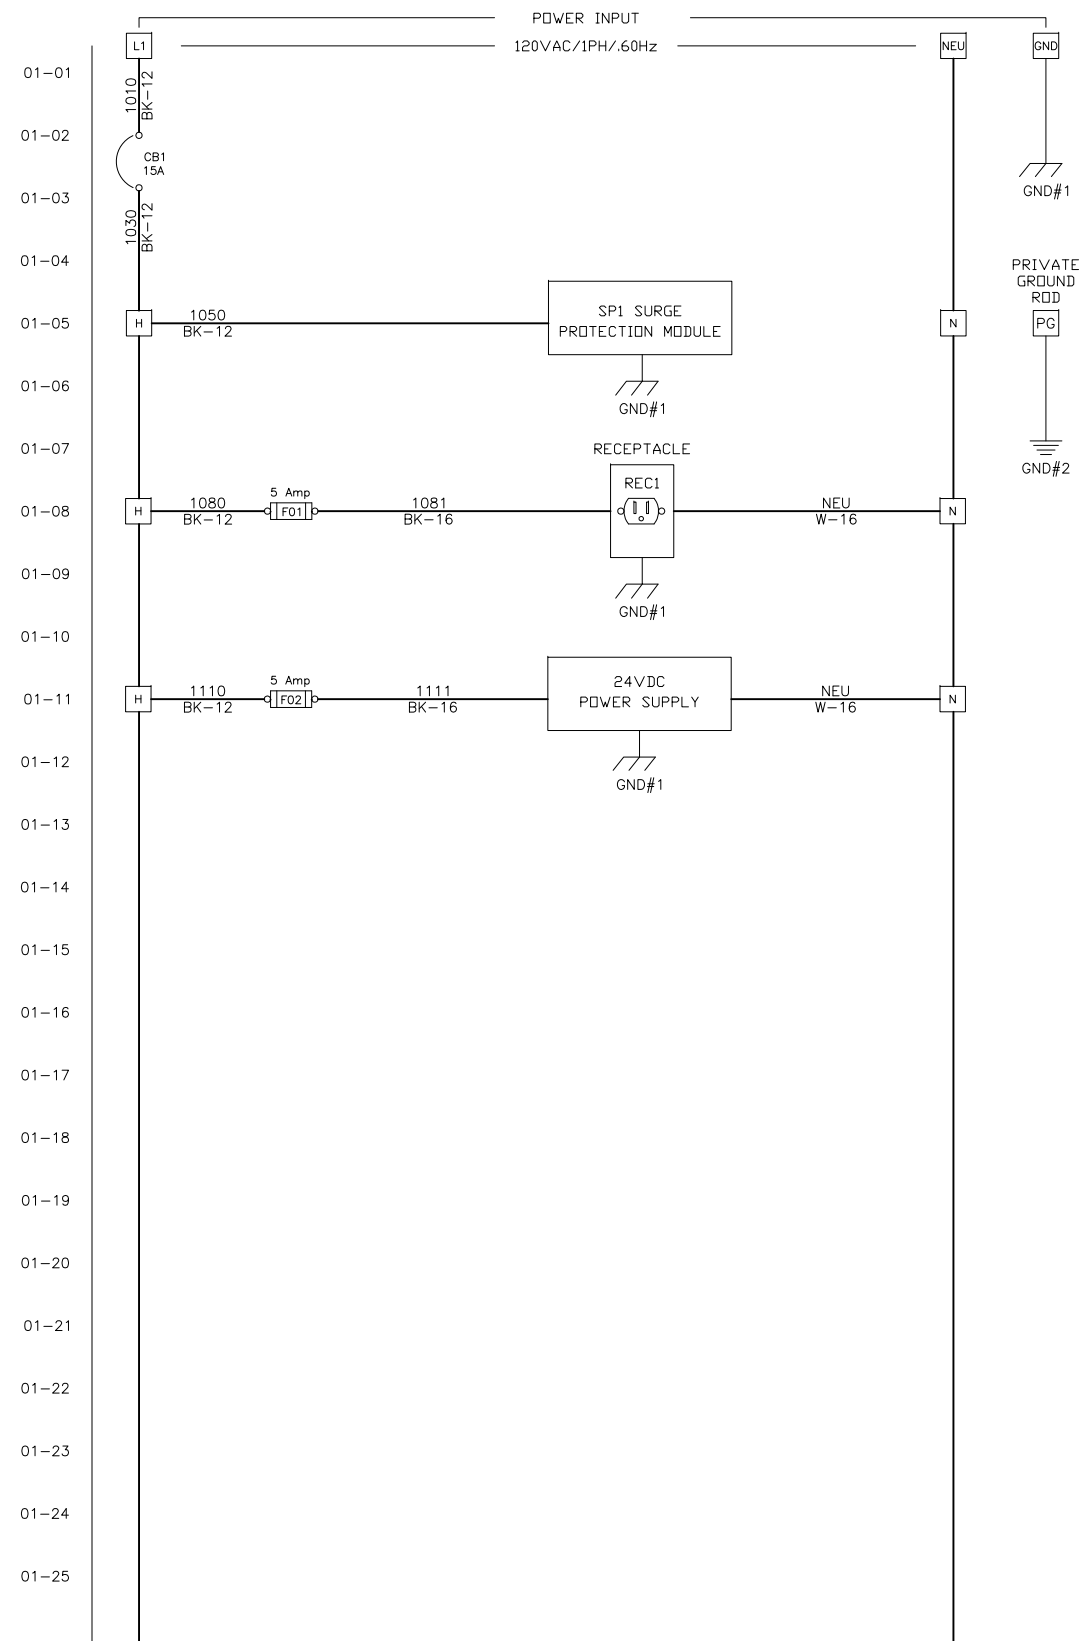 POWER INPUT
L1
120VAC/1PH/.60Hz
NEU
GND
01-01
1010
BK-12
01-02
CB1
15A
GND#1
01-03
1030
BK-12
01-04
PRIVATE
GROUND
ROD
01-05
H
1050
BK-12
SP1 SURGE
PROTECTION MODULE
N
PG
01-06
GND#1
01-07
RECEPTACLE
GND#2
01-08
H
1080
BK-12
5 Amp
F01
1081
BK-16
REC1
NEU
W-16
N
01-09
GND#1
01-10
01-11
H
1110
BK-12
5 Amp
F02
1111
BK-16
24VDC
POWER SUPPLY
NEU
W-16
N
01-12
GND#1
01-13
01-14
01-15
01-16
01-17
01-18
01-19
01-20
01-21
01-22
01-23
01-24
01-25